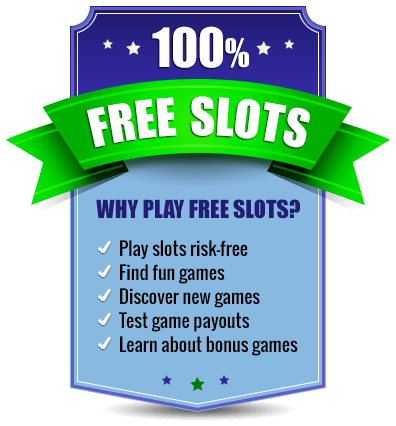 100%
FREE SLOTS
WHY PLAY FREE SLOTS?
Play slots risk-free
Find fun games
Discover new games
Test game payouts
Learn about bonus games